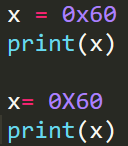 x = 0x60
print(x)
x= 0X60
print(x)